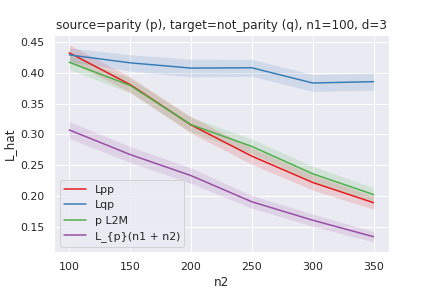 source=parity (p), target=not_parity (q), n1=100, d=3
0.45
0.40
0.35
0.30
0.25
0.20
0.15
L_hat
Lpp
Lqp
p L2M
L_{p}(n1 + n2)
100 150 200 250 300 350
n2